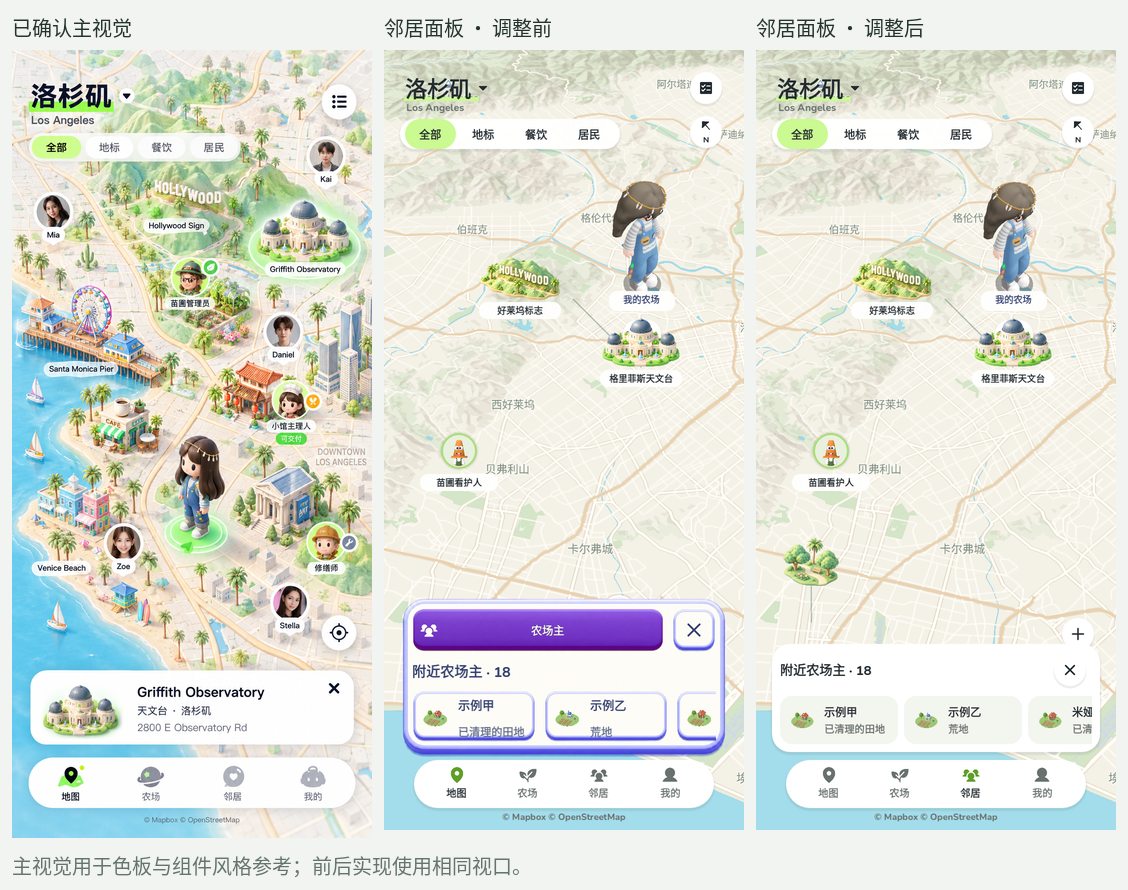 已确认主视觉
洛杉矶
Los Angeles
全部 地标 餐饮 居民
Kai
Mia
HOLLYWOOD
Hollywood Sign
Griffith Observatory
苗圃管理员
Daniel
Santa Monica Pier
CAFE
小馆主理人
可交付
DOWNTOWN
LOS ANGELES
Venice Beach
Zoe
修缮师
Stella
Griffith Observatory
天文台 · 洛杉矶
2800 E Observatory Rd
地图 农场 邻居 我的
© Mapbox © OpenStreetMap
邻居面板 · 调整前
洛杉矶
Los Angeles
阿尔塔迪
全部 地标 餐饮 居民
N
萨迪纳
格伦代
伯班克
HOLLYWOOD
好莱坞标志
我的农场
格里菲斯天文台
西好莱坞
苗圃看护人
贝弗利山
卡尔弗城
农场主
附近农场主 · 18
示例甲
已清理的田地
示例乙
荒地
地图 农场 邻居 我的
© Mapbox © OpenStreetMap
邻居面板 · 调整后
洛杉矶
Los Angeles
阿尔塔迪
全部 地标 餐饮 居民
N
迪纳
格伦代
伯班克
HOLLYWOOD
好莱坞标志
我的农场
格里菲斯天文台
西好莱坞
苗圃看护人
贝弗利山
卡尔弗城
附近农场主 · 18
示例甲
已清理的田地
示例乙
荒地
米娅
已清
地图 农场 邻居 我的
© Mapbox © OpenStreetMap
主视觉用于色板与组件风格参考；前后实现使用相同视口。